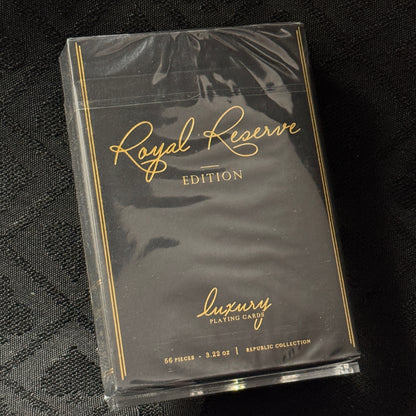 Royal Reserve
EDITION
luxury
PLAYING CARDS
56 PIECES - 3.22 OZ | REPUBLIC COLLECTION